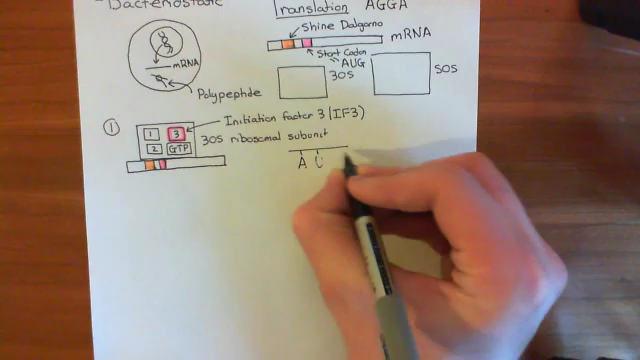 - Bacteriostatic
Translation AGGA
Shine Dalgarno
mRNA
Start Codon
AUG
30S
50S
mRNA
Polypeptide
① Initiation factor 3 (IF3)
1 3
30S ribosomal subunit
2 GTP
A U